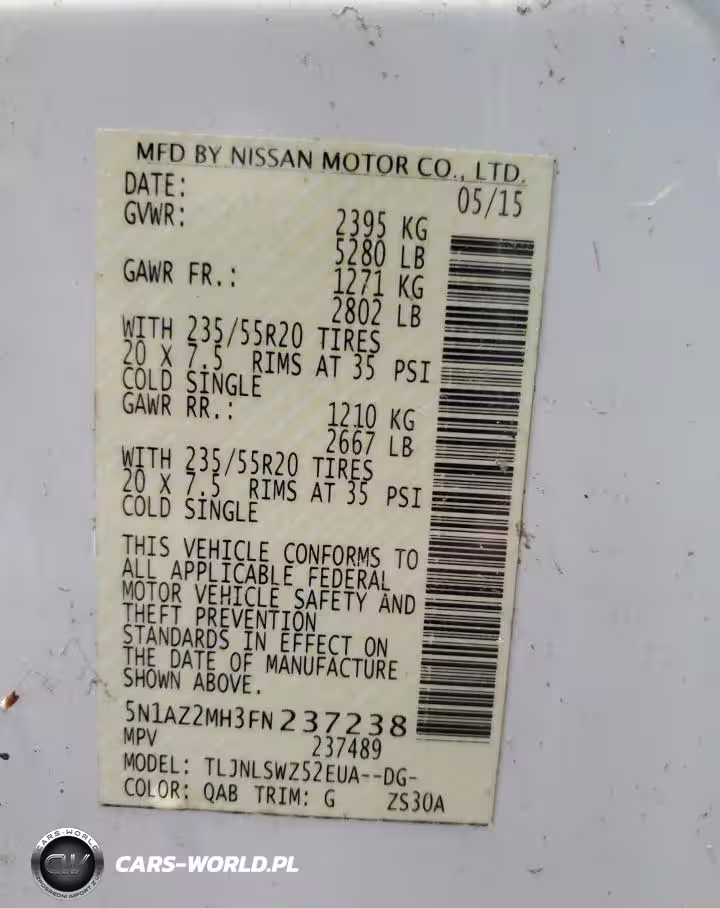 MFD BY NISSAN MOTOR CO., LTD.
DATE: 05/15
GVWR: 2395 KG
5280 LB
GAWR FR.: 1271 KG
2802 LB
WITH 235/55R20 TIRES
20 X 7.5 RIMS AT 35 PSI
COLD SINGLE
GAWR RR.: 1210 KG
2667 LB
WITH 235/55R20 TIRES
20 X 7.5 RIMS AT 35 PSI
COLD SINGLE
THIS VEHICLE CONFORMS TO
ALL APPLICABLE FEDERAL
MOTOR VEHICLE SAFETY AND
THEFT PREVENTION
STANDARDS IN EFFECT ON
THE DATE OF MANUFACTURE
SHOWN ABOVE.
5N1AZ2MH3FN237238
MPV 237489
MODEL: TLJNLSWZ52EUA--DG-
COLOR: QAB TRIM: G ZS30A
CARS-WORLD
CW
CARS-WORLD.PL